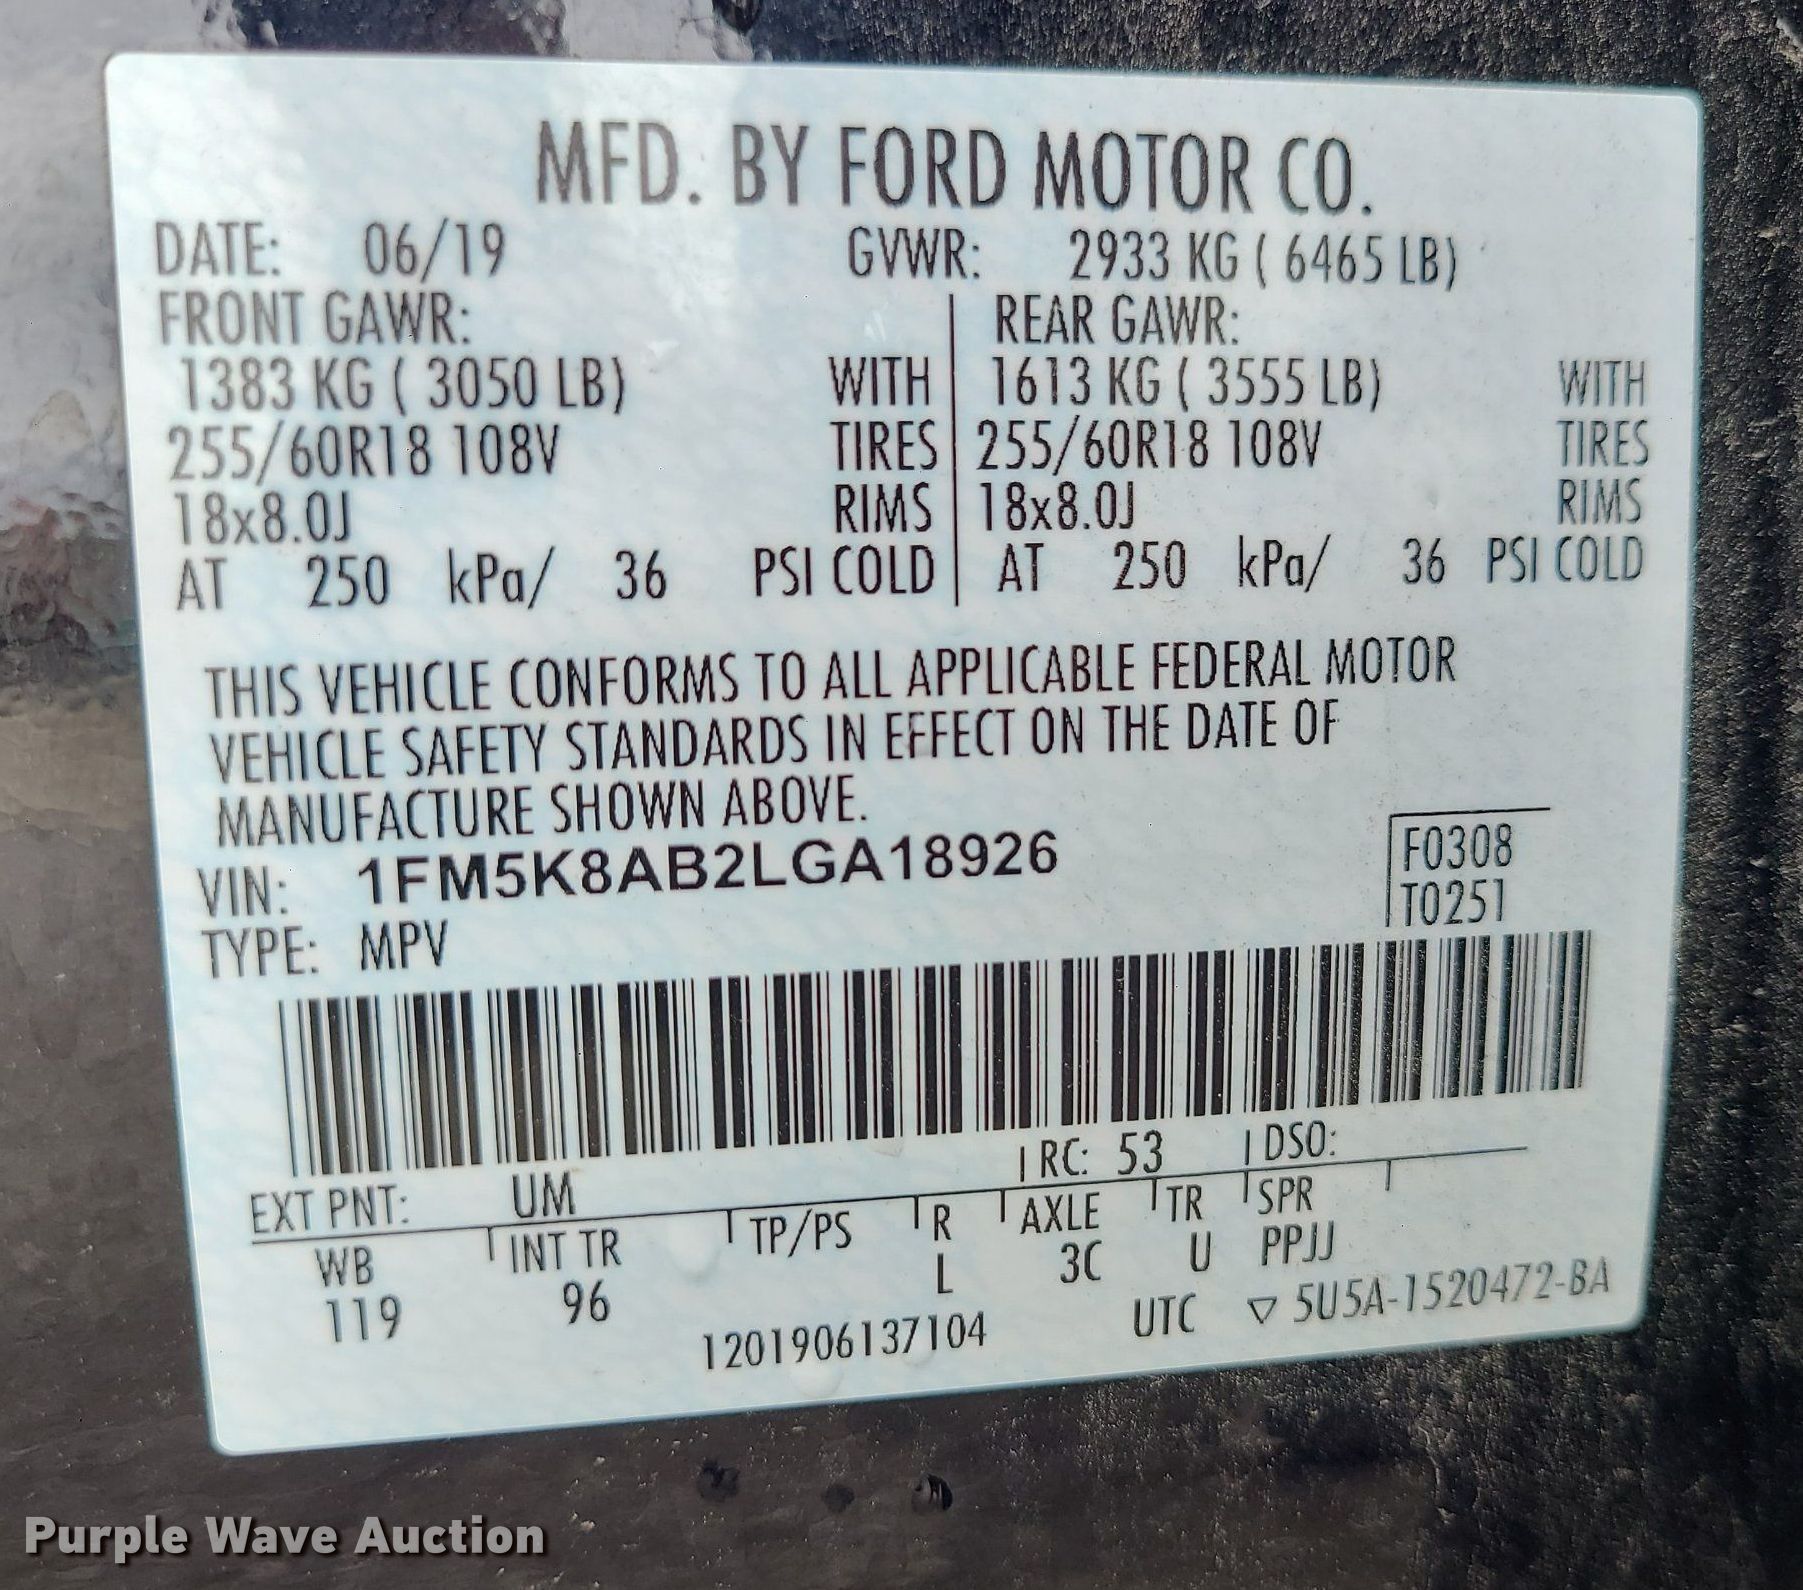 MFD. BY FORD MOTOR CO.
DATE: 06/19 GVWR: 2933 KG ( 6465 LB)
FRONT GAWR: REAR GAWR:
1383 KG ( 3050 LB) WITH 1613 KG ( 3555 LB) WITH
255/60R18 108V TIRES 255/60R18 108V TIRES
18x8.0J RIMS 18x8.0J RIMS
AT 250 kPa/ 36 PSI COLD AT 250 kPa/ 36 PSI COLD
THIS VEHICLE CONFORMS TO ALL APPLICABLE FEDERAL MOTOR
VEHICLE SAFETY STANDARDS IN EFFECT ON THE DATE OF
MANUFACTURE SHOWN ABOVE.
VIN: 1FM5K8AB2LGA18926 F0308
TYPE: MPV T0251
EXT PNT: UM RC: 53 DSO:
WB INT TR TP/PS R AXLE TR SPR
119 96 L 3C U PPJJ
1201906137104 UTC ▽ 5U5A-1520472-BA
Purple Wave Auction